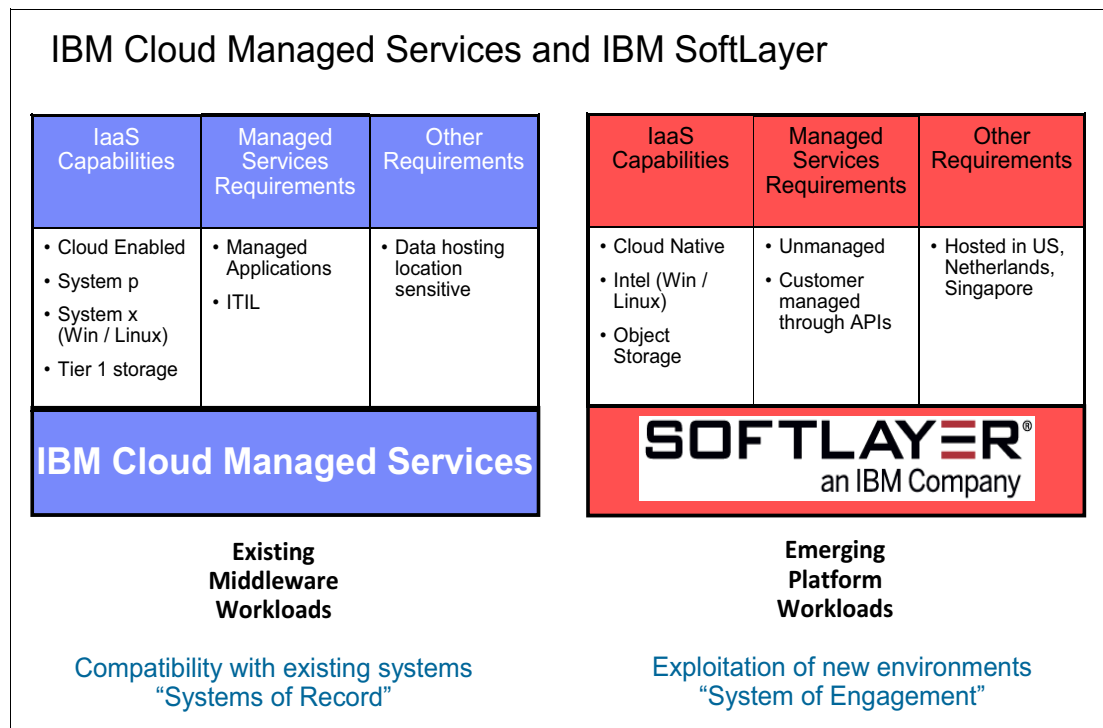 IBM Cloud Managed Services and IBM SoftLayer
IaaS
Capabilities
Managed
Services
Requirements
Other
Requirements
• Cloud Enabled
• System p
• System x
(Win / Linux)
• Tier 1 storage
• Managed
Applications
• ITIL
• Data hosting
location
sensitive
IBM Cloud Managed Services
Existing
Middleware
Workloads
Compatibility with existing systems
“Systems of Record”
IaaS
Capabilities
Managed
Services
Requirements
Other
Requirements
• Cloud Native
• Intel (Win /
Linux)
• Object
Storage
• Unmanaged
• Customer
managed
through APIs
• Hosted in US,
Netherlands,
Singapore
SOFTLAYER®
an IBM Company
Emerging
Platform
Workloads
Exploitation of new environments
“System of Engagement”